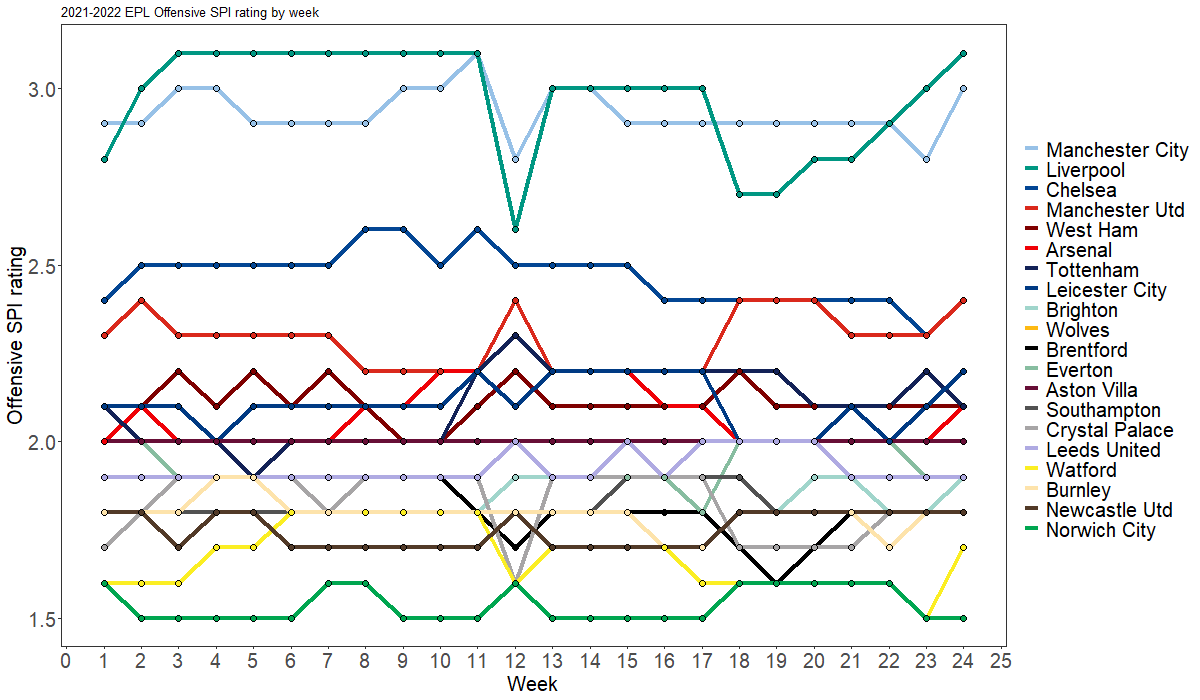 2021-2022 EPL Offensive SPI rating by week
3.0
2.5
2.0
1.5
Offensive SPI rating
0 1 2 3 4 5 6 7 8 9 10 11 12 13 14 15 16 17 18 19 20 21 22 23 24 25
Week
Manchester City
Liverpool
Chelsea
Manchester Utd
West Ham
Arsenal
Tottenham
Leicester City
Brighton
Wolves
Brentford
Everton
Aston Villa
Southampton
Crystal Palace
Leeds United
Watford
Burnley
Newcastle Utd
Norwich City